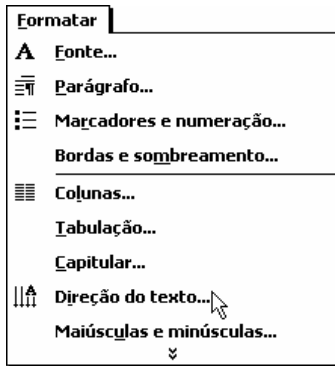 Formatar
Fonte...
Parágrafo...
Marcadores e numeração...
Bordas e sombreamento...
Colunas...
Tabulação...
Capitular...
Direção do texto...
Maiúsculas e minúsculas...